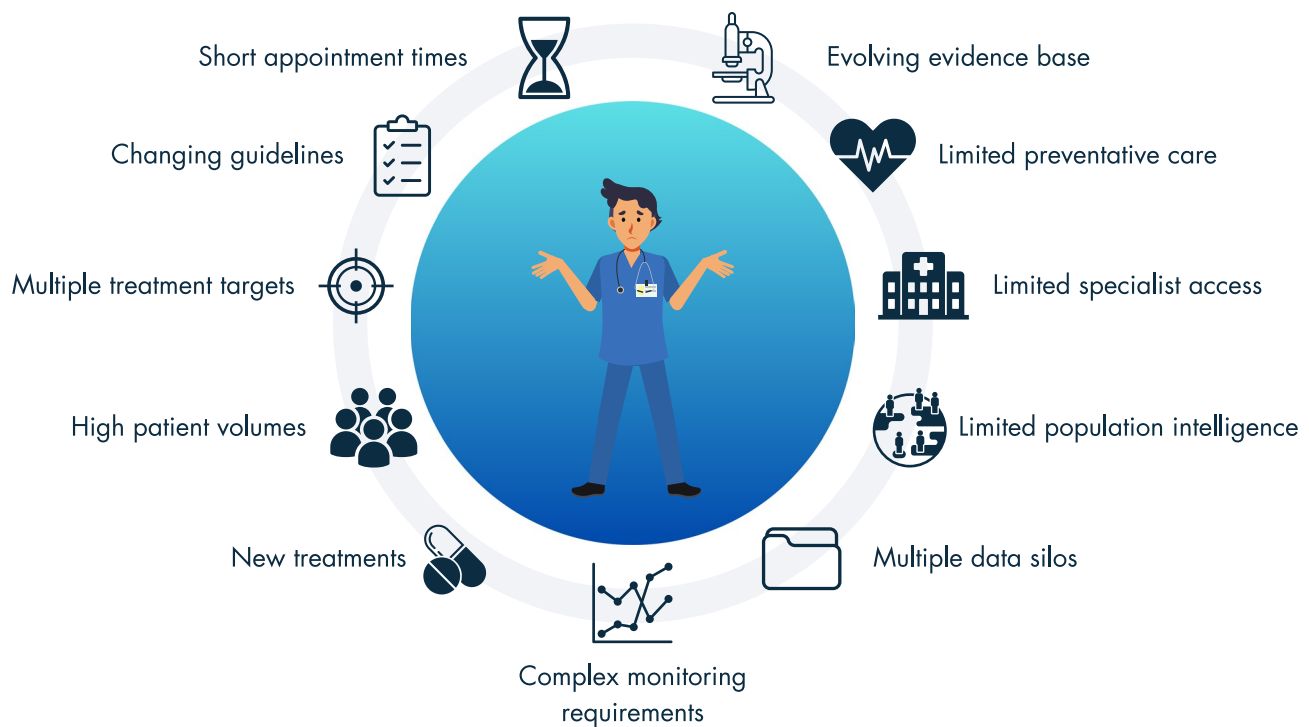 Short appointment times
Evolving evidence base
Changing guidelines
Limited preventative care
Multiple treatment targets
Limited specialist access
High patient volumes
Limited population intelligence
New treatments
Multiple data silos
Complex monitoring
requirements